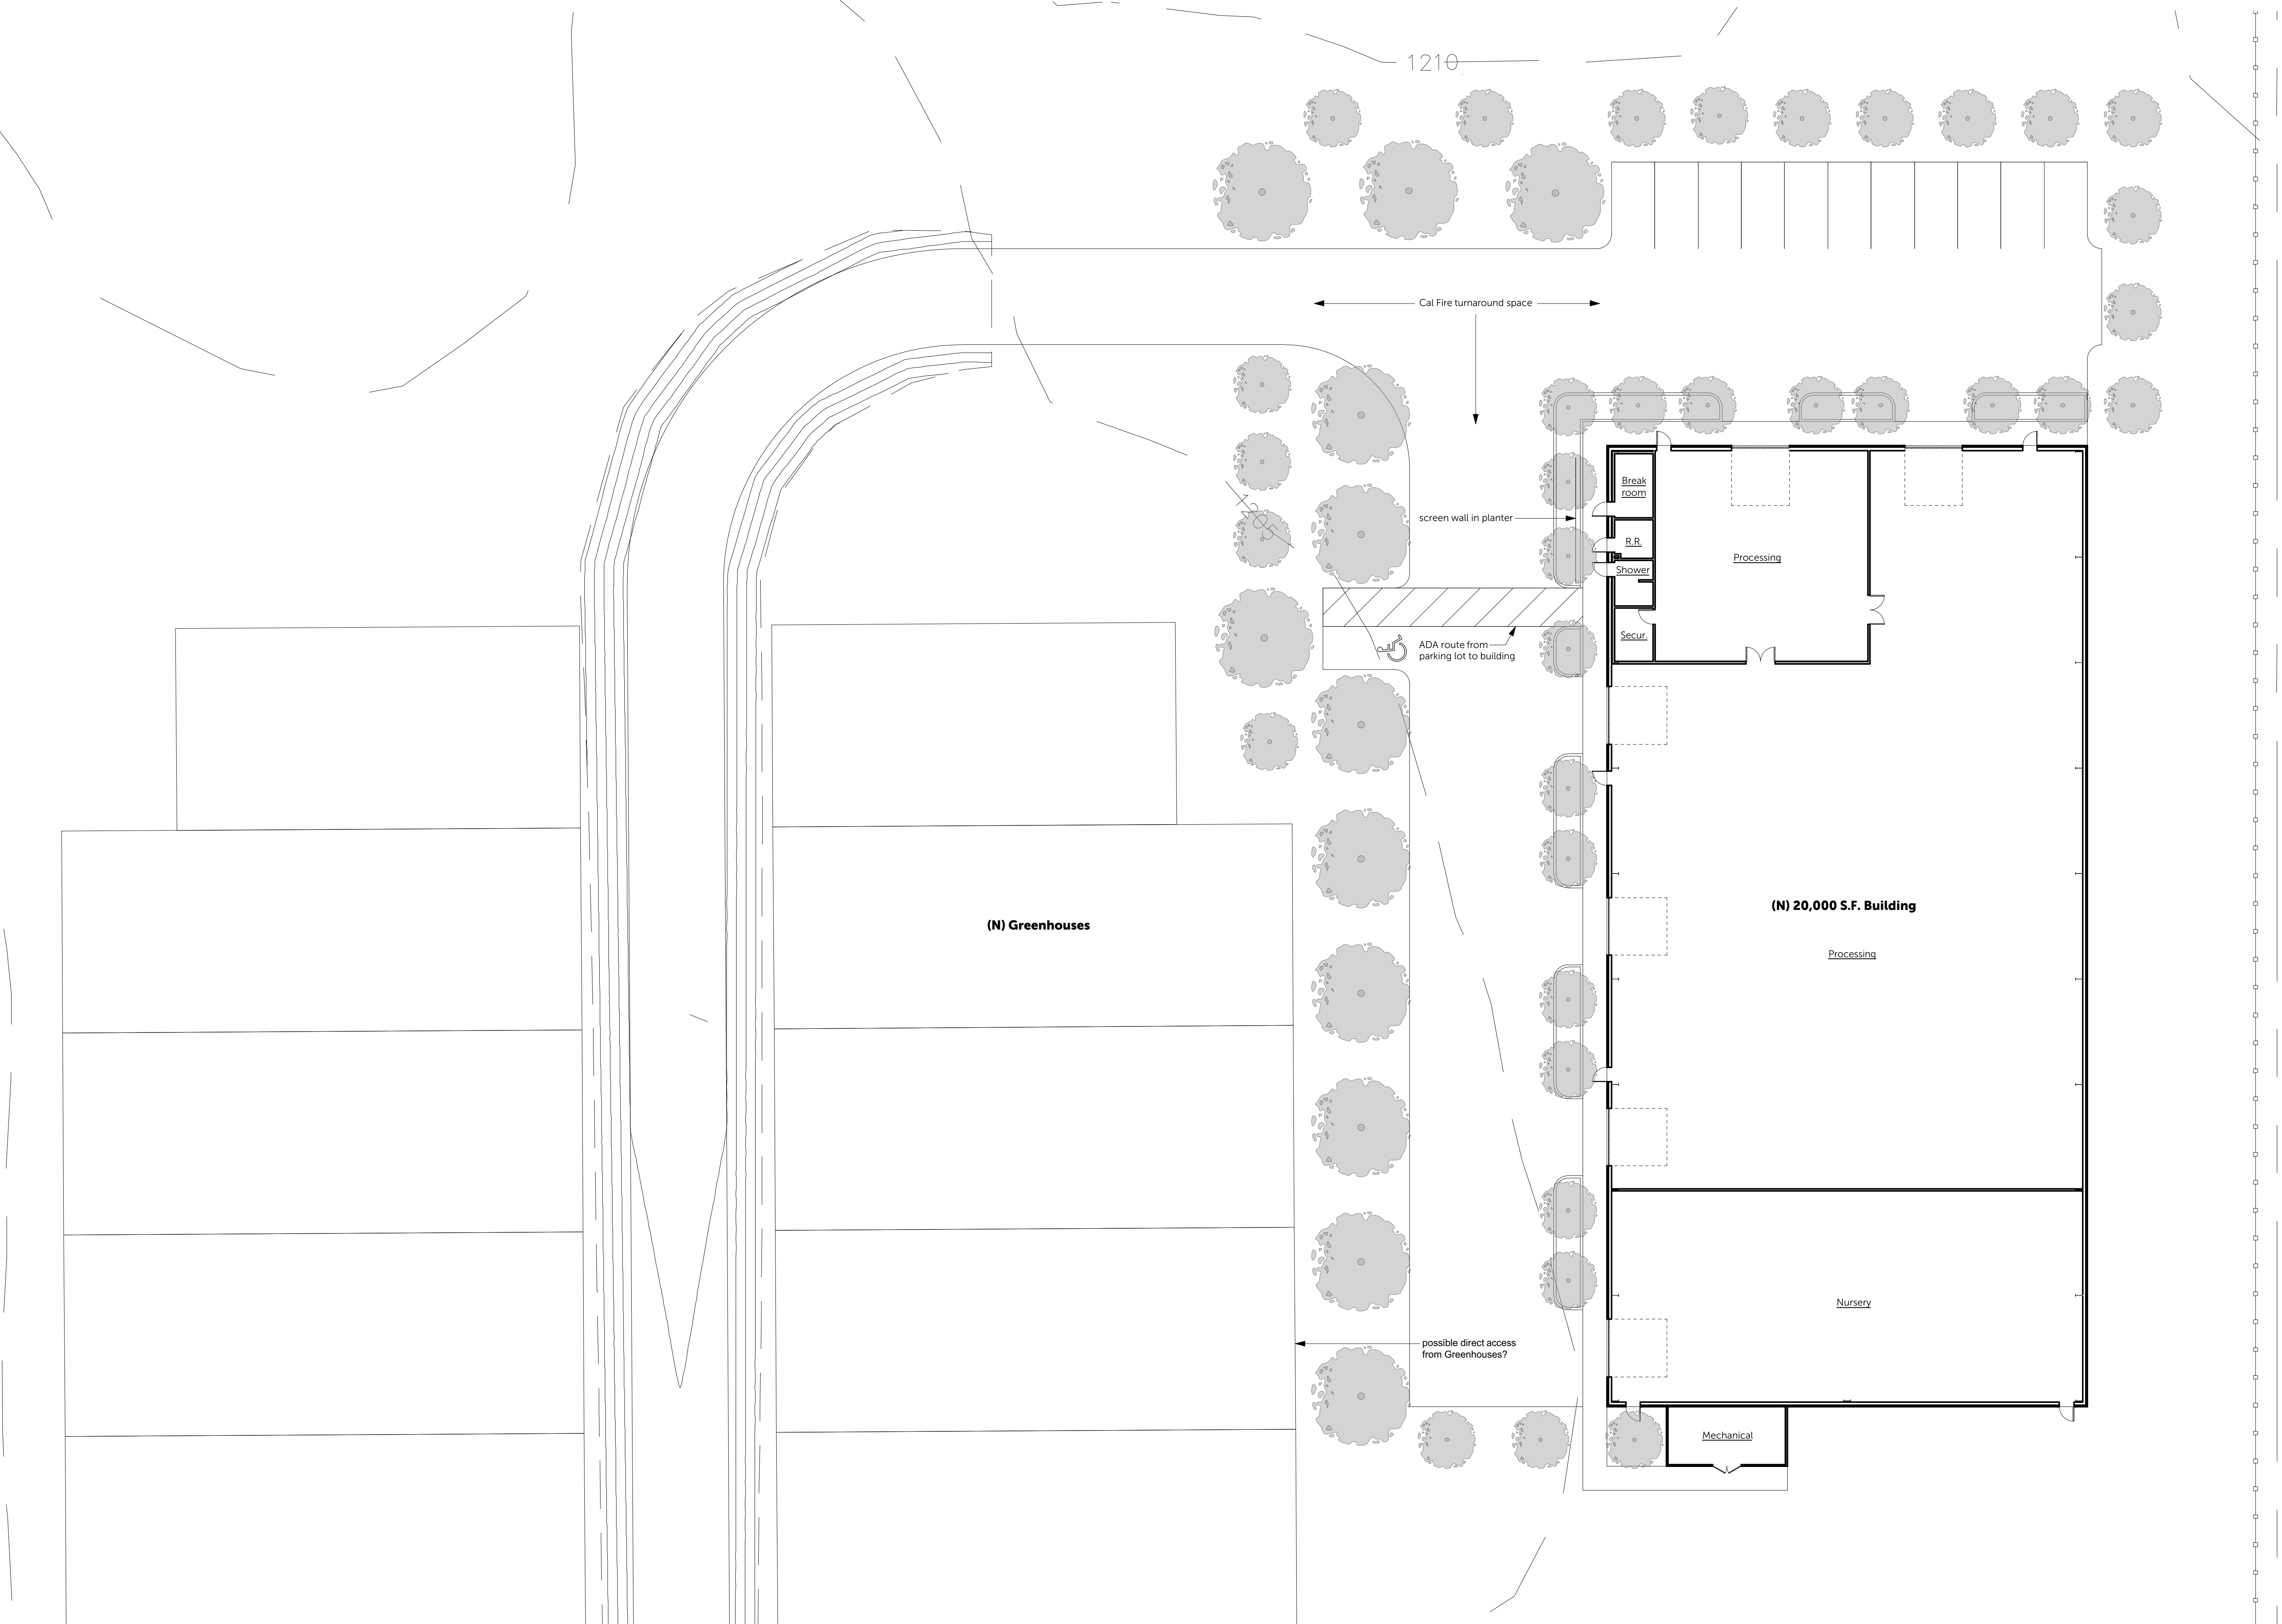 1210
Cal Fire turnaround space
Break
room
screen wall in planter
R.R.
Shower
Processing
1205
Secur.
ADA route from
parking lot to building
(N) 20,000 S.F. Building
(N) Greenhouses
Processing
Nursery
possible direct access
from Greenhouses?
Mechanical